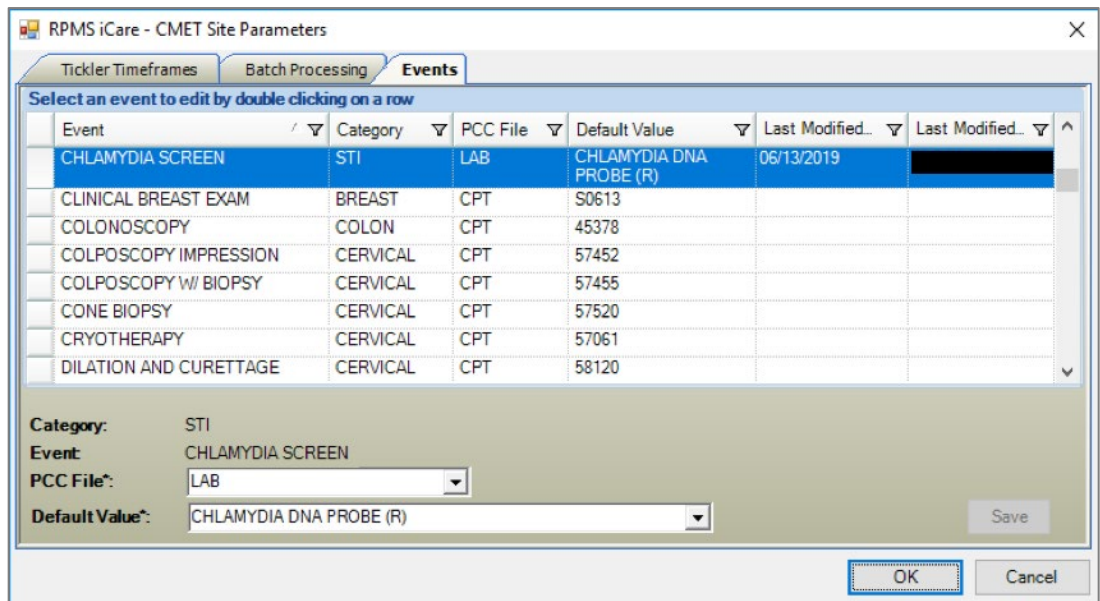 RPMS iCare - CMET Site Parameters
Tickler Timeframes Batch Processing Events
Select an event to edit by double clicking on a row
Event Category PCC File Default Value Last Modified... Last Modified...
CHLAMYDIA SCREEN STI LAB CHLAMYDIA DNA PROBE (R) 06/13/2019
CLINICAL BREAST EXAM BREAST CPT S0613
COLONOSCOPY COLON CPT 45378
COLPOSCOPY IMPRESSION CERVICAL CPT 57452
COLPOSCOPY W/ BIOPSY CERVICAL CPT 57455
CONE BIOPSY CERVICAL CPT 57520
CRYOTHERAPY CERVICAL CPT 57061
DILATION AND CURETTAGE CERVICAL CPT 58120
Category: STI
Event: CHLAMYDIA SCREEN
PCC File*: LAB
Default Value*: CHLAMYDIA DNA PROBE (R)
Save
OK Cancel